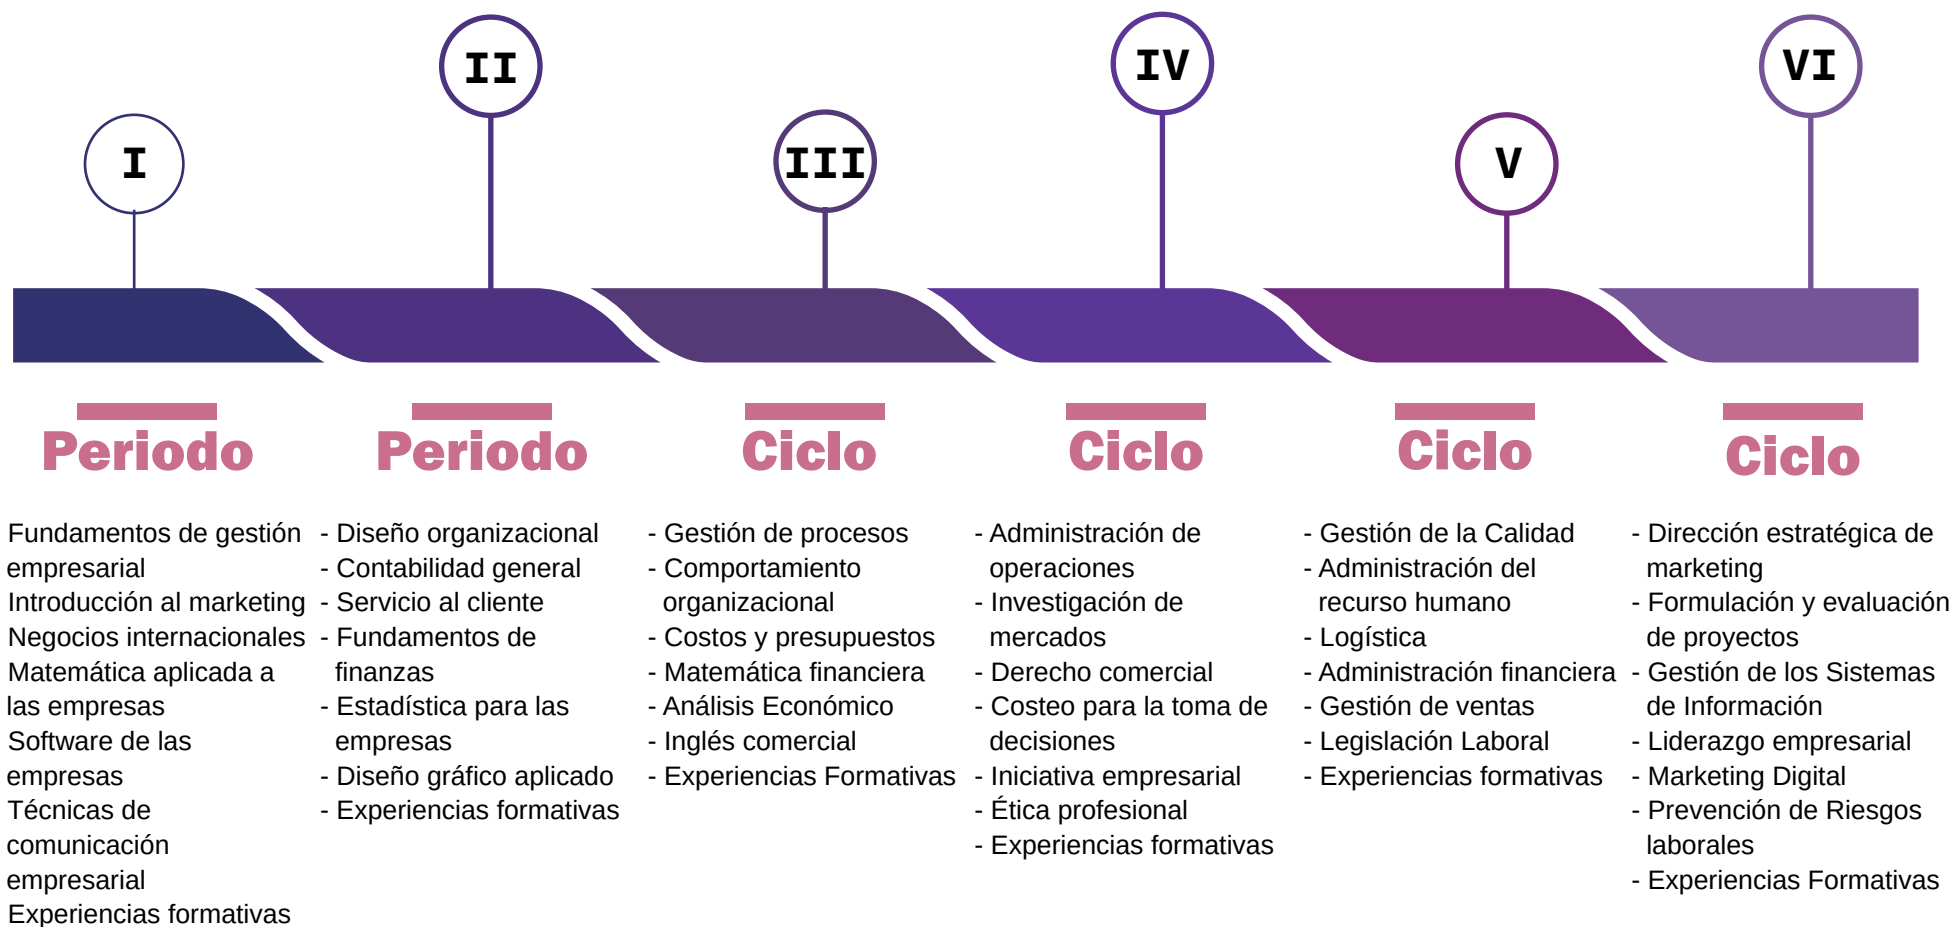 I
II
III
IV
V
VI
Periodo
Periodo
Ciclo
Ciclo
Ciclo
Ciclo
Fundamentos de gestión
empresarial
Introducción al marketing
Negocios internacionales
Matemática aplicada a
las empresas
Software de las
empresas
Técnicas de
comunicación
empresarial
Experiencias formativas
- Diseño organizacional
- Contabilidad general
- Servicio al cliente
- Fundamentos de
finanzas
- Estadística para las
empresas
- Diseño gráfico aplicado
- Experiencias formativas
- Gestión de procesos
- Comportamiento
organizacional
- Costos y presupuestos
- Matemática financiera
- Análisis Económico
- Inglés comercial
- Experiencias Formativas
- Administración de
operaciones
- Investigación de
mercados
- Derecho comercial
- Costeo para la toma de
decisiones
- Iniciativa empresarial
- Ética profesional
- Experiencias formativas
- Gestión de la Calidad
- Administración del
recurso humano
- Logística
- Administración financiera
- Gestión de ventas
- Legislación Laboral
- Experiencias formativas
- Dirección estratégica de
marketing
- Formulación y evaluación
de proyectos
- Gestión de los Sistemas
de Información
- Liderazgo empresarial
- Marketing Digital
- Prevención de Riesgos
laborales
- Experiencias Formativas